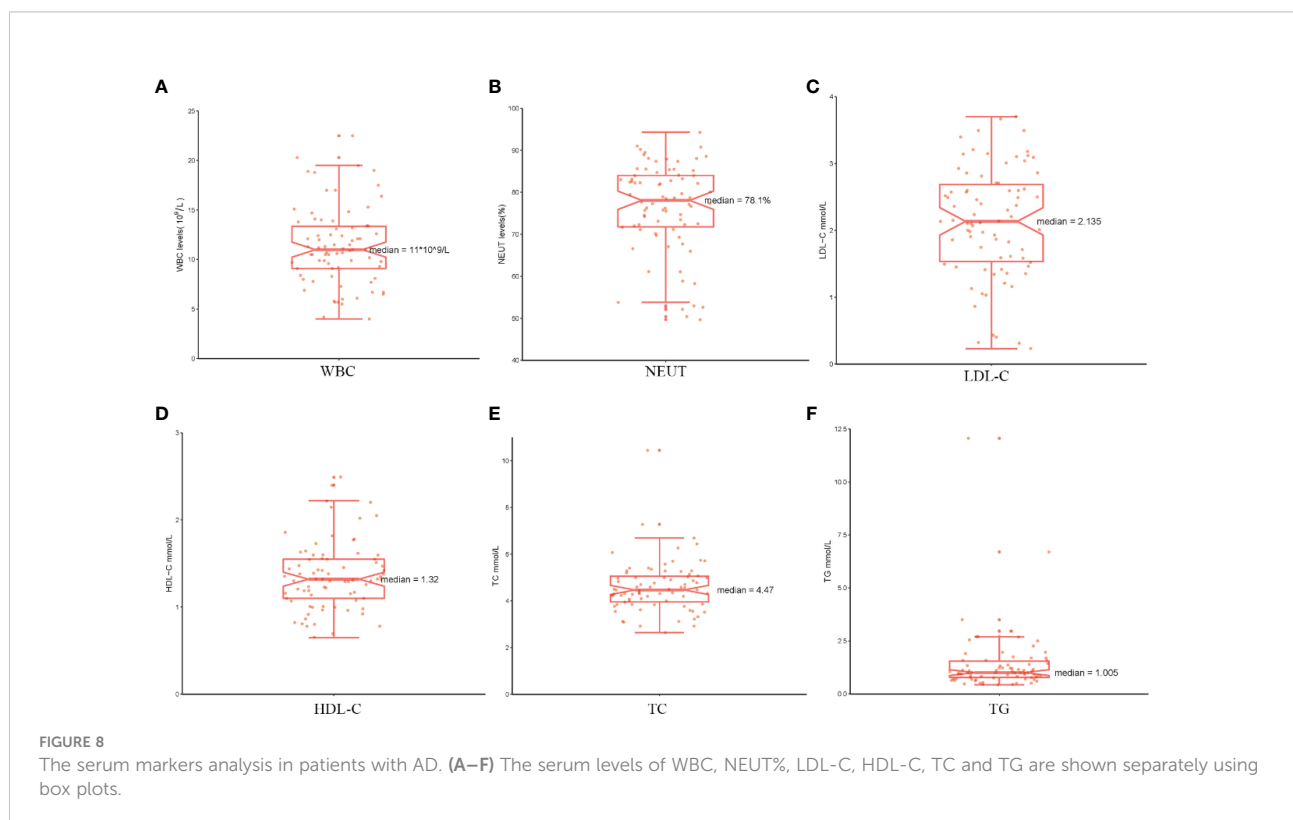 A
WBC levels( 10^9/L )
25
20
15
10
5
0
median = 11*10^9/L
WBC
B
NEUT levels(%)
100
90
80
70
60
50
40
median = 78.1%
NEUT
C
LDL−C mmol/L
4
3
2
1
0
median = 2.135
LDL-C
D
HDL−C mmol/L
3
2
1
0
median = 1.32
HDL-C
E
TC mmol/L
10
8
6
4
2
0
median = 4.47
TC
F
TG mmol/L
12.5
10.0
7.5
5.0
2.5
0.0
median = 1.005
TG
FIGURE 8
The serum markers analysis in patients with AD. (A–F) The serum levels of WBC, NEUT%, LDL-C, HDL-C, TC and TG are shown separately using
box plots.